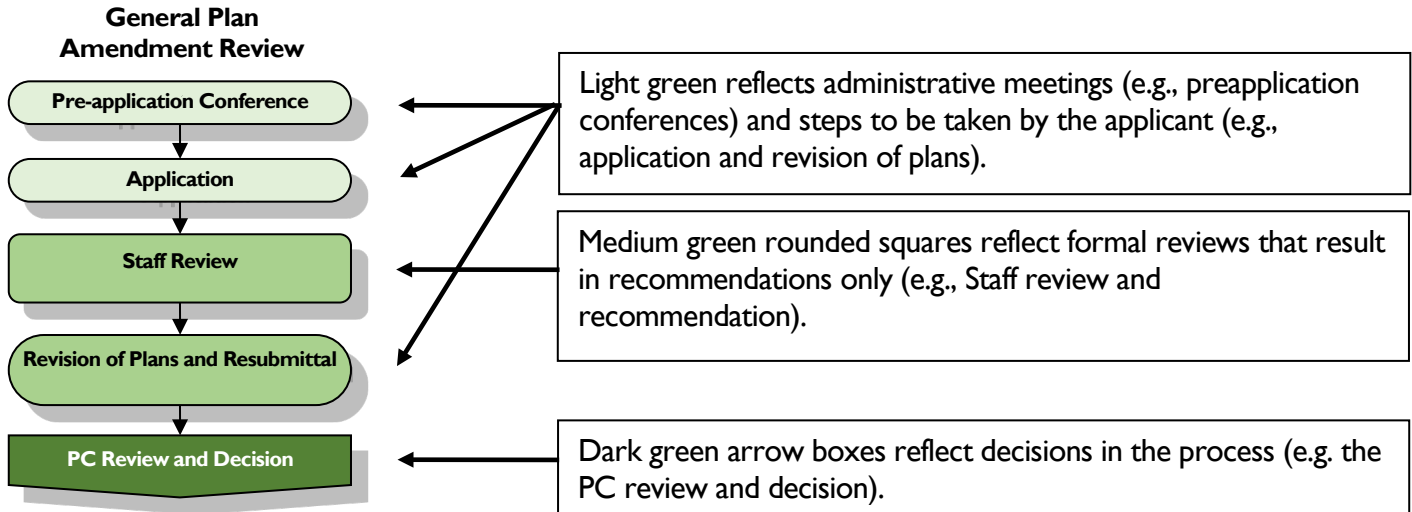 General Plan
Amendment Review
Pre-application Conference
Application
Staff Review
Revision of Plans and Resubmittal
PC Review and Decision
Light green reflects administrative meetings (e.g., preapplication
conferences) and steps to be taken by the applicant (e.g.,
application and revision of plans).
Medium green rounded squares reflect formal reviews that result
in recommendations only (e.g., Staff review and
recommendation).
Dark green arrow boxes reflect decisions in the process (e.g. the
PC review and decision).